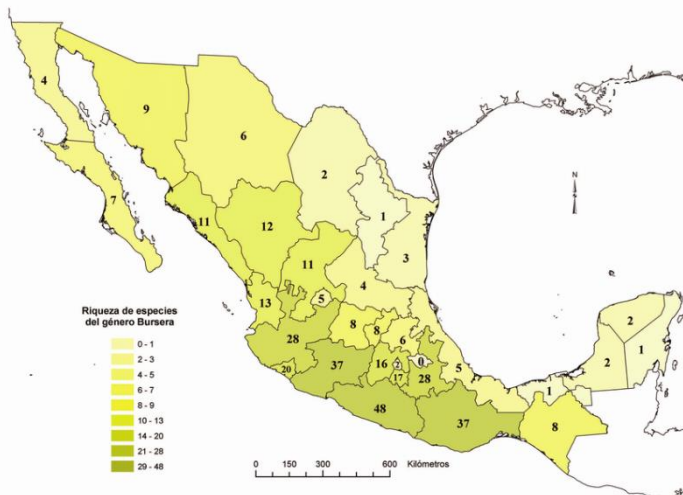 4
9
6
2
1
7
11
12
3
11
4
13
5
28
8
8
6
2
0
2
1
20
37
16
17
28
5
2
1
48
37
8
N
Riqueza de especies
del género Bursera
0 - 1
2 - 3
4 - 5
6 - 7
8 - 9
10 - 13
14 - 20
21 - 28
29 - 48
0 150 300 450 600 Kilómetros